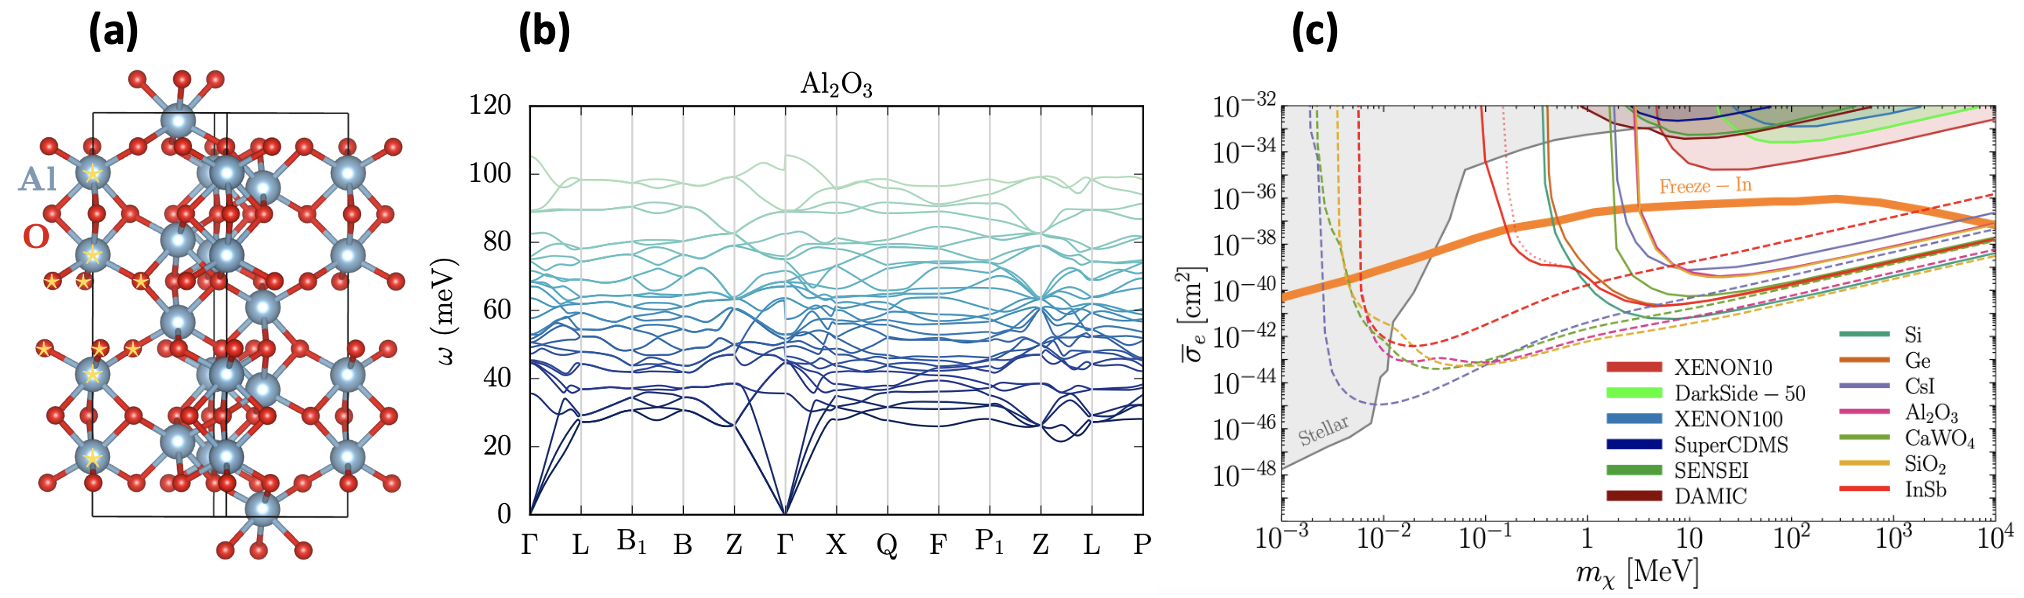 (a)
(b)
(c)
Al
O
Al₂O₃
120
100
80
60
40
20
0
ω (meV)
Γ L B₁ B Z Γ X Q F P₁ Z L P
10⁻³²
10⁻³⁴
10⁻³⁶
10⁻³⁸
10⁻⁴⁰
10⁻⁴²
10⁻⁴⁴
10⁻⁴⁶
10⁻⁴⁸
σ̅ₑ [cm²]
Freeze – In
Stellar
XENON10
DarkSide – 50
XENON100
SuperCDMS
SENSEI
DAMIC
Si
Ge
CsI
Al₂O₃
CaWO₄
SiO₂
InSb
10⁻³ 10⁻² 10⁻¹ 1 10 10² 10³ 10⁴
mᵪ [MeV]